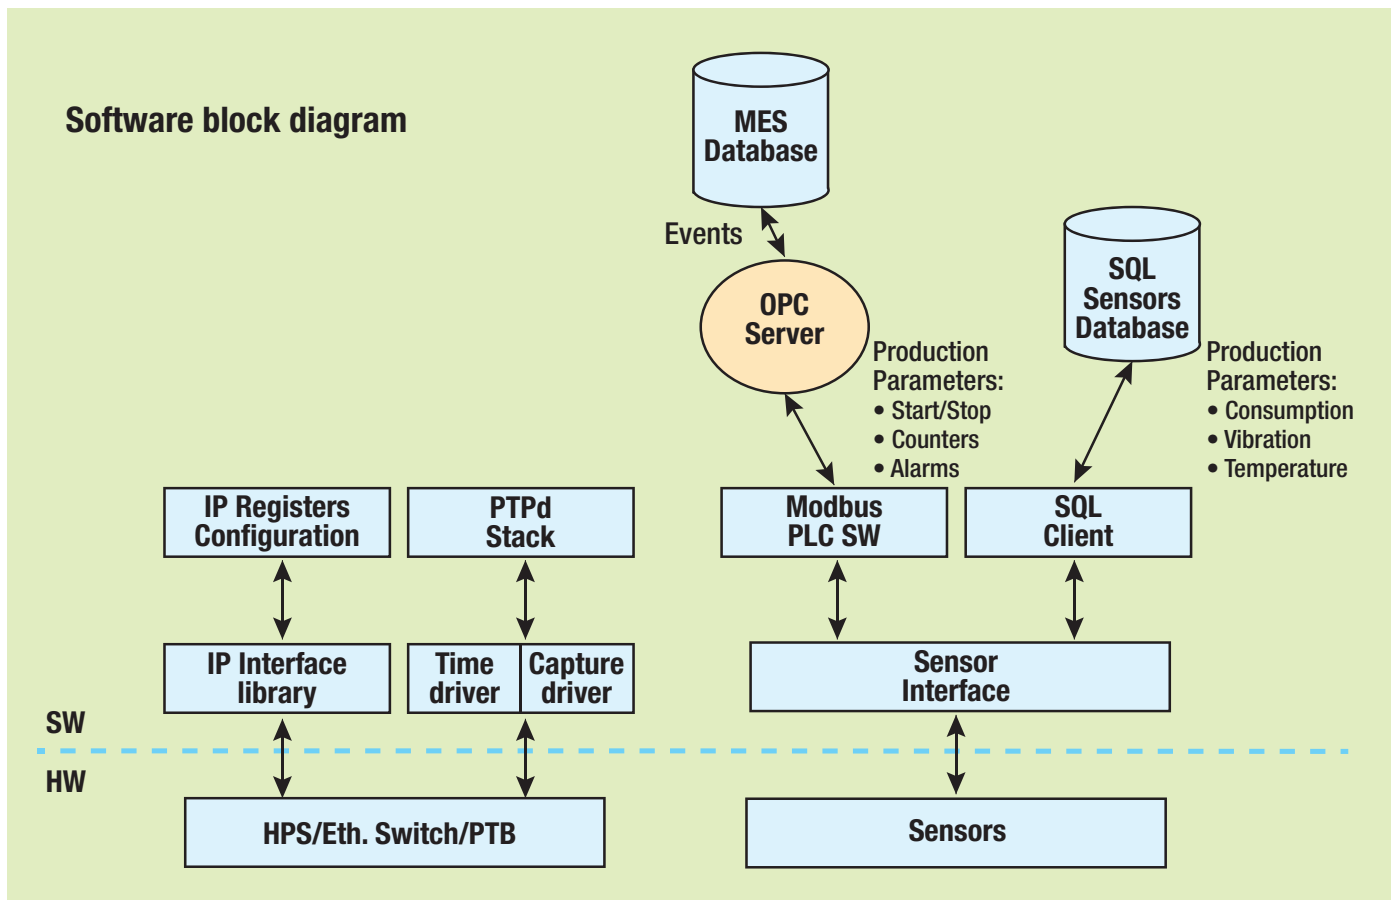 Software block diagram
MES
Database
Events
OPC
Server
SQL
Sensors
Database
Production
Parameters:
• Start/Stop
• Counters
• Alarms
Production
Parameters:
• Consumption
• Vibration
• Temperature
IP Registers
Configuration
PTPd
Stack
Modbus
PLC SW
SQL
Client
IP Interface
library
Time
driver
Capture
driver
Sensor
Interface
SW
HW
HPS/Eth. Switch/PTB
Sensors